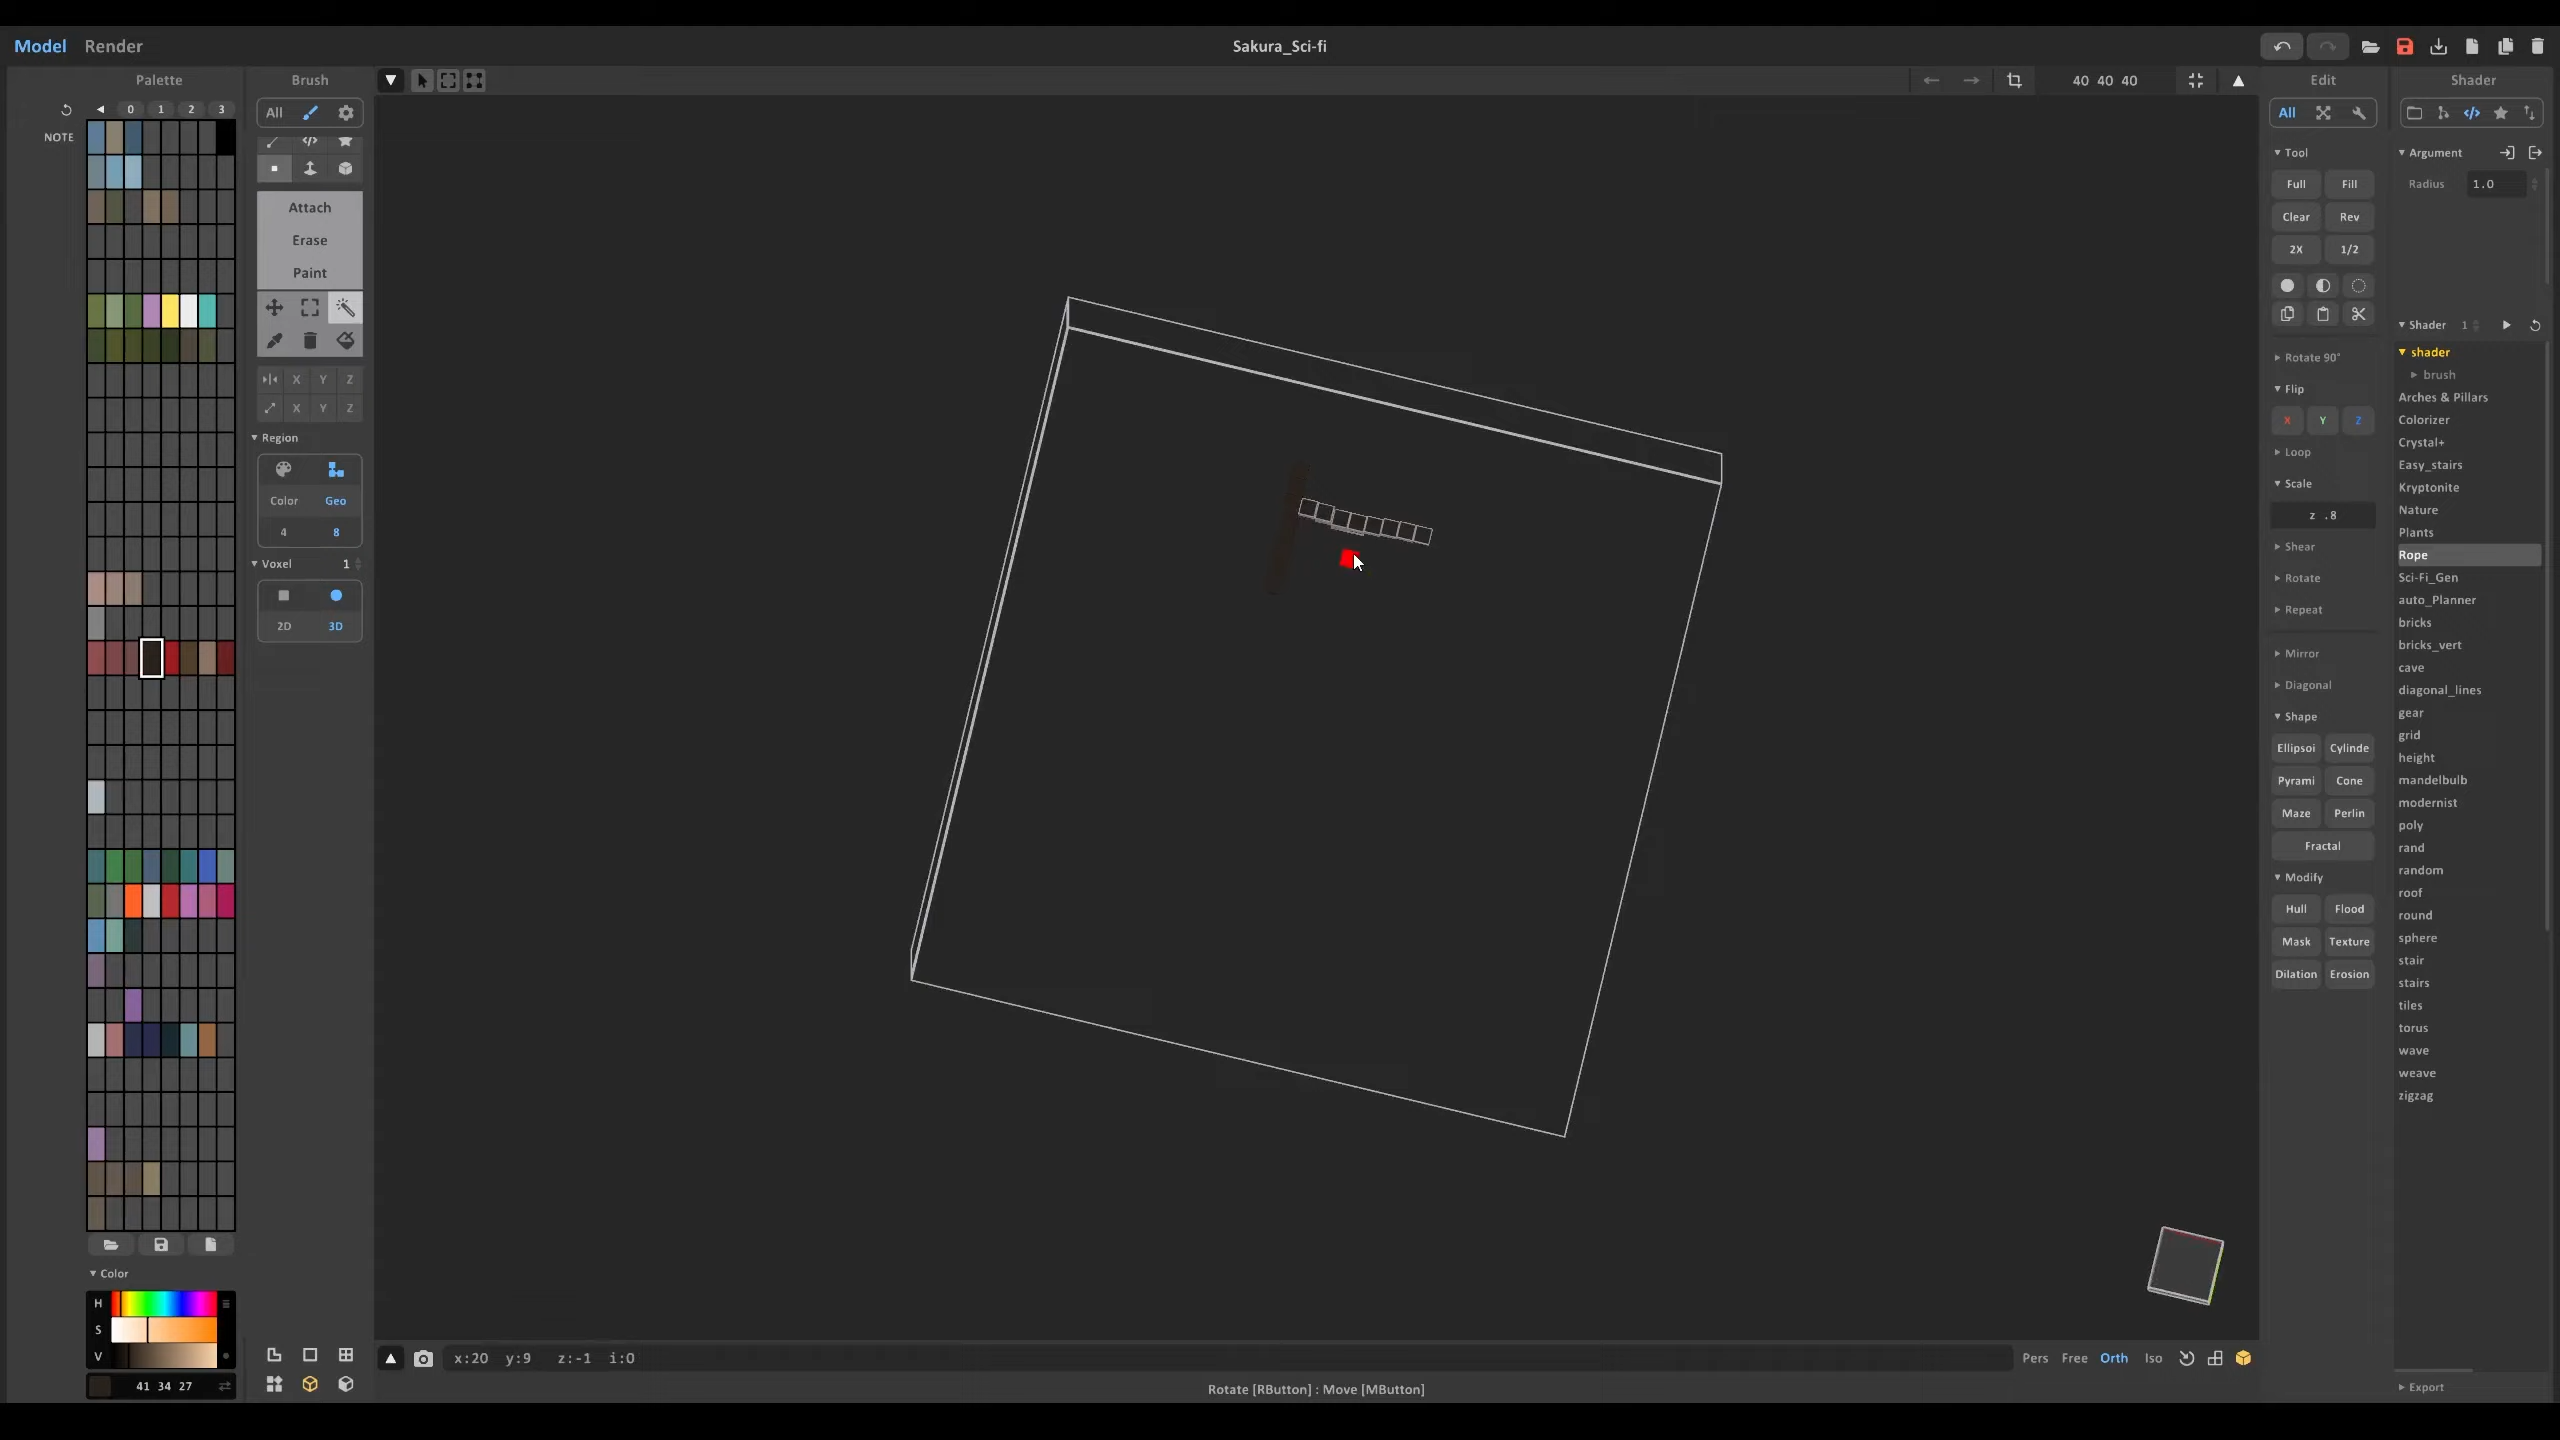 Model Render
Sakura_Sci-fi
Palette
Brush
40 40 40
Edit
Shader
0 1 2 3
NOTE
All
Attach
Erase
Paint
X Y Z
X Y Z
Region
Color Geo
4 8
Voxel 1
2D 3D
Color
H
S
V
41 34 27
x:20 y:9 z:-1 i:0
Pers Free Orth Iso
Rotate [RButton] : Move [MButton]
All
Tool
Full Fill
Clear Rev
2X 1/2
Rotate 90°
Flip
X Y Z
Loop
Scale
z .8
Shear
Rotate
Repeat
Mirror
Diagonal
Shape
Ellipsoi Cylinde
Pyrami Cone
Maze Perlin
Fractal
Modify
Hull Flood
Mask Texture
Dilation Erosion
Argument
Radius 1.0
Shader 1
shader
brush
Arches & Pillars
Colorizer
Crystal+
Easy_stairs
Kryptonite
Nature
Plants
Rope
Sci-Fi_Gen
auto_Planner
bricks
bricks_vert
cave
diagonal_lines
gear
grid
height
mandelbulb
modernist
poly
rand
random
roof
round
sphere
stair
stairs
tiles
torus
wave
weave
zigzag
Export